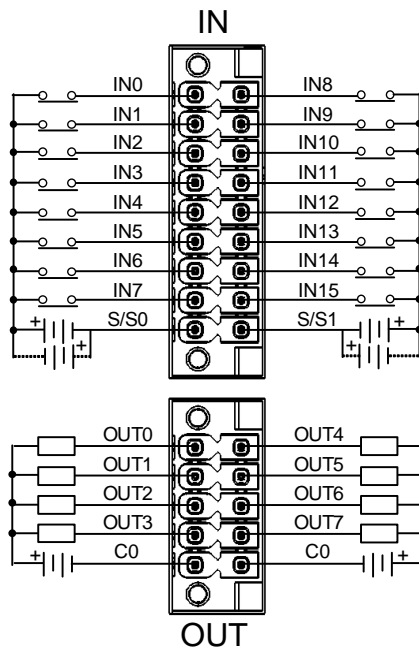 IN
IN0 IN8
IN1 IN9
IN2 IN10
IN3 IN11
IN4 IN12
IN5 IN13
IN6 IN14
IN7 IN15
+ S/S0 S/S1 +
+ +
OUT0 OUT4
OUT1 OUT5
OUT2 OUT6
OUT3 OUT7
+ C0 C0 +
OUT